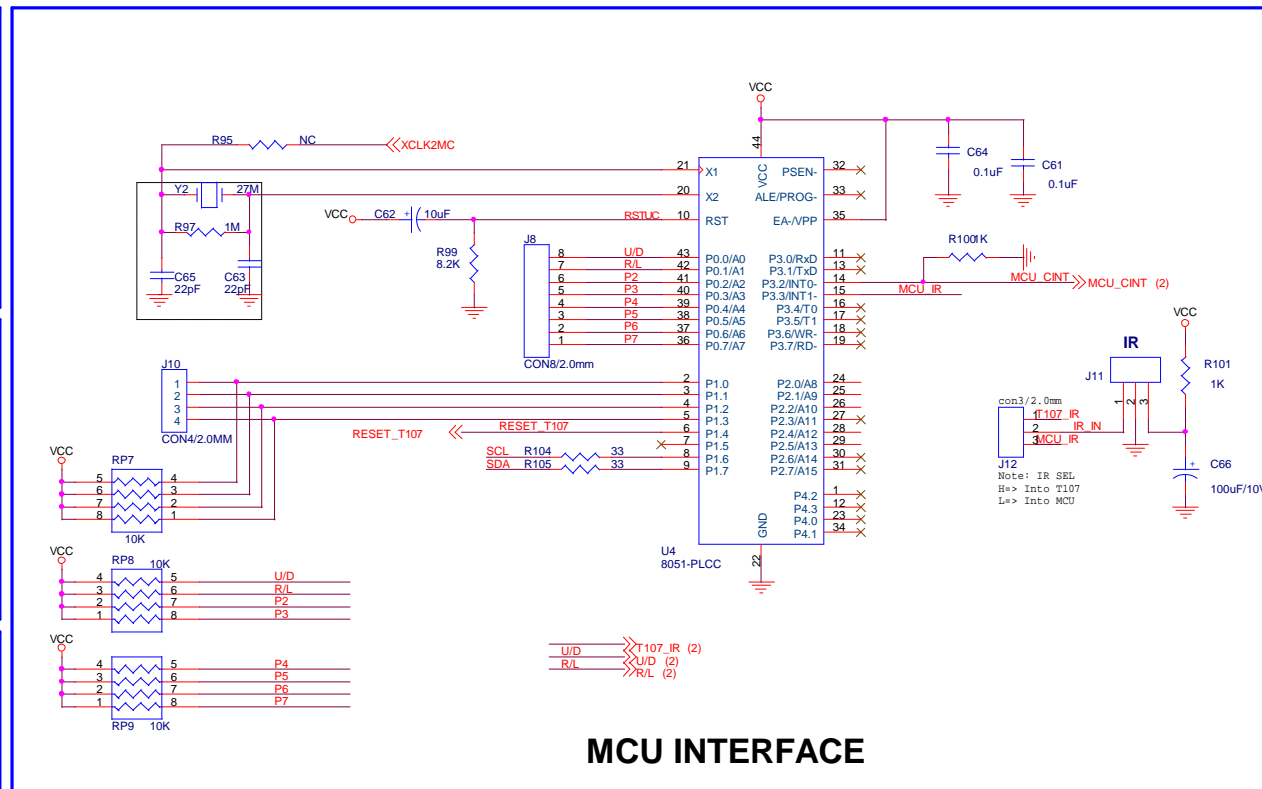 VCC
R95 NC
XCLK2MC
Y2 27M
R97 1M
C65
22pF
C63
22pF
VCC
C62 + 10uF
RSTUC
R99
8.2K
J8
8 U/D
7 R/L
6 P2
5 P3
4 P4
3 P5
2 P6
1 P7
CON8/2.0mm
44
VCC
21 X1 PSEN- 32
20 X2 ALE/PROG- 33
10 RST EA-/VPP 35
43 P0.0/A0 P3.0/RxD 11
42 P0.1/A1 P3.1/TxD 13
41 P0.2/A2 P3.2/INT0- 14
40 P0.3/A3 P3.3/INT1- 15
39 P0.4/A4 P3.4/T0 16
38 P0.5/A5 P3.5/T1 17
37 P0.6/A6 P3.6/WR- 18
36 P0.7/A7 P3.7/RD- 19
2 P1.0 P2.0/A8 24
3 P1.1 P2.1/A9 25
4 P1.2 P2.2/A10 26
5 P1.3 P2.3/A11 27
6 P1.4 P2.4/A12 28
7 P1.5 P2.5/A13 29
8 P1.6 P2.6/A14 30
9 P1.7 P2.7/A15 31
P4.2 1
P4.3 12
P4.0 23
P4.1 34
GND
22
U4
8051-PLCC
C64
0.1uF
C61
0.1uF
R100 1K
MCU_CINT
MCU_CINT (2)
MCU_IR
VCC
IR
J11
1 2 3
R101
1K
C66
+
100uF/10V
con3/2.0mm
1 T107_IR
2 IR_IN
3 MCU_IR
J12
Note: IR SEL
H=> Into T107
L=> Into MCU
J10
1
2
3
4
CON4/2.0MM
RESET_T107
RESET_T107
SCL R104 33
SDA R105 33
VCC
RP7
5 4
6 3
7 2
8 1
10K
VCC
RP8 10K
4 5 U/D
3 6 R/L
2 7 P2
1 8 P3
VCC
4 5 P4
3 6 P5
2 7 P6
1 8 P7
RP9 10K
T107_IR (2)
U/D U/D (2)
R/L R/L (2)
MCU INTERFACE